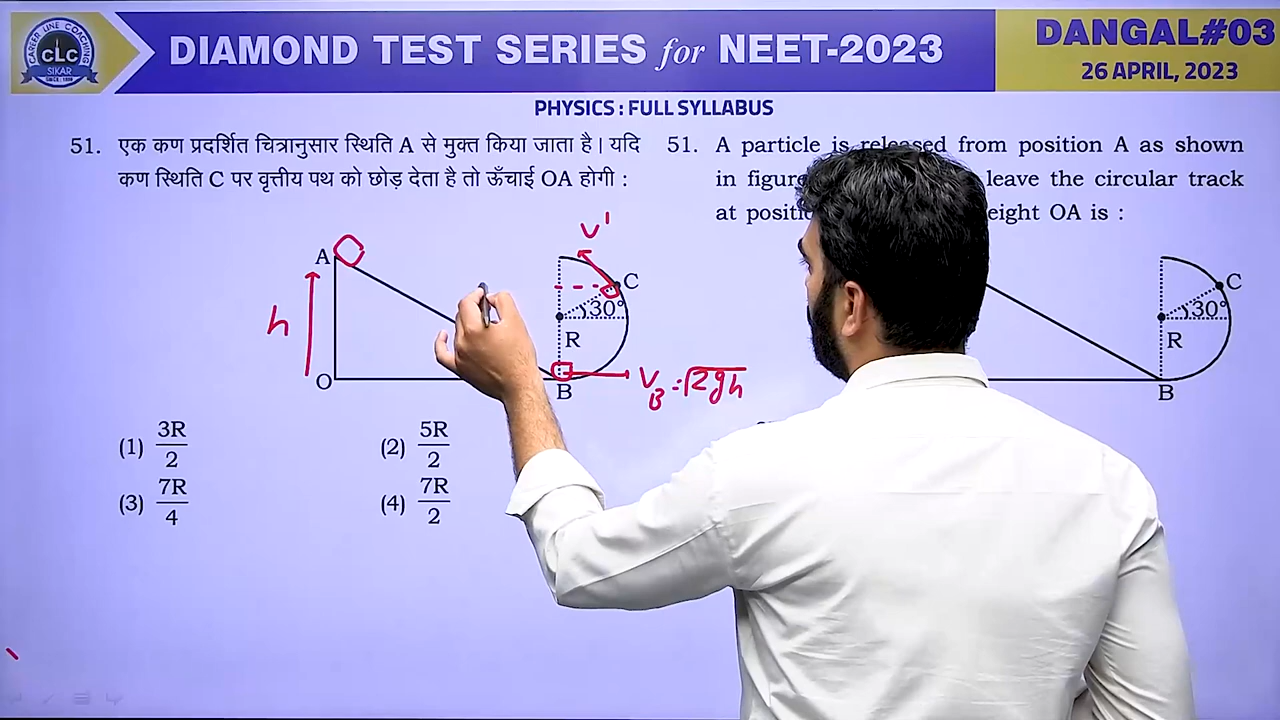 CAREER LINE COACHING
CLC
SIKAR
SINCE : 1996
DIAMOND TEST SERIES for NEET-2023
DANGAL#03
26 APRIL, 2023
PHYSICS : FULL SYLLABUS
51. एक कण प्रदर्शित चित्रानुसार स्थिति A से मुक्त किया जाता है। यदि
कण स्थिति C पर वृत्तीय पथ को छोड़ देता है तो ऊँचाई OA होगी :
A
h
O
V'
C
30°
R
B
V_B = √2gh
(1) 3R/2
(2) 5R/2
(3) 7R/4
(4) 7R/2
51. A particle is released from position A as shown
in figure leave the circular track
at eight OA is :
C
30°
R
B